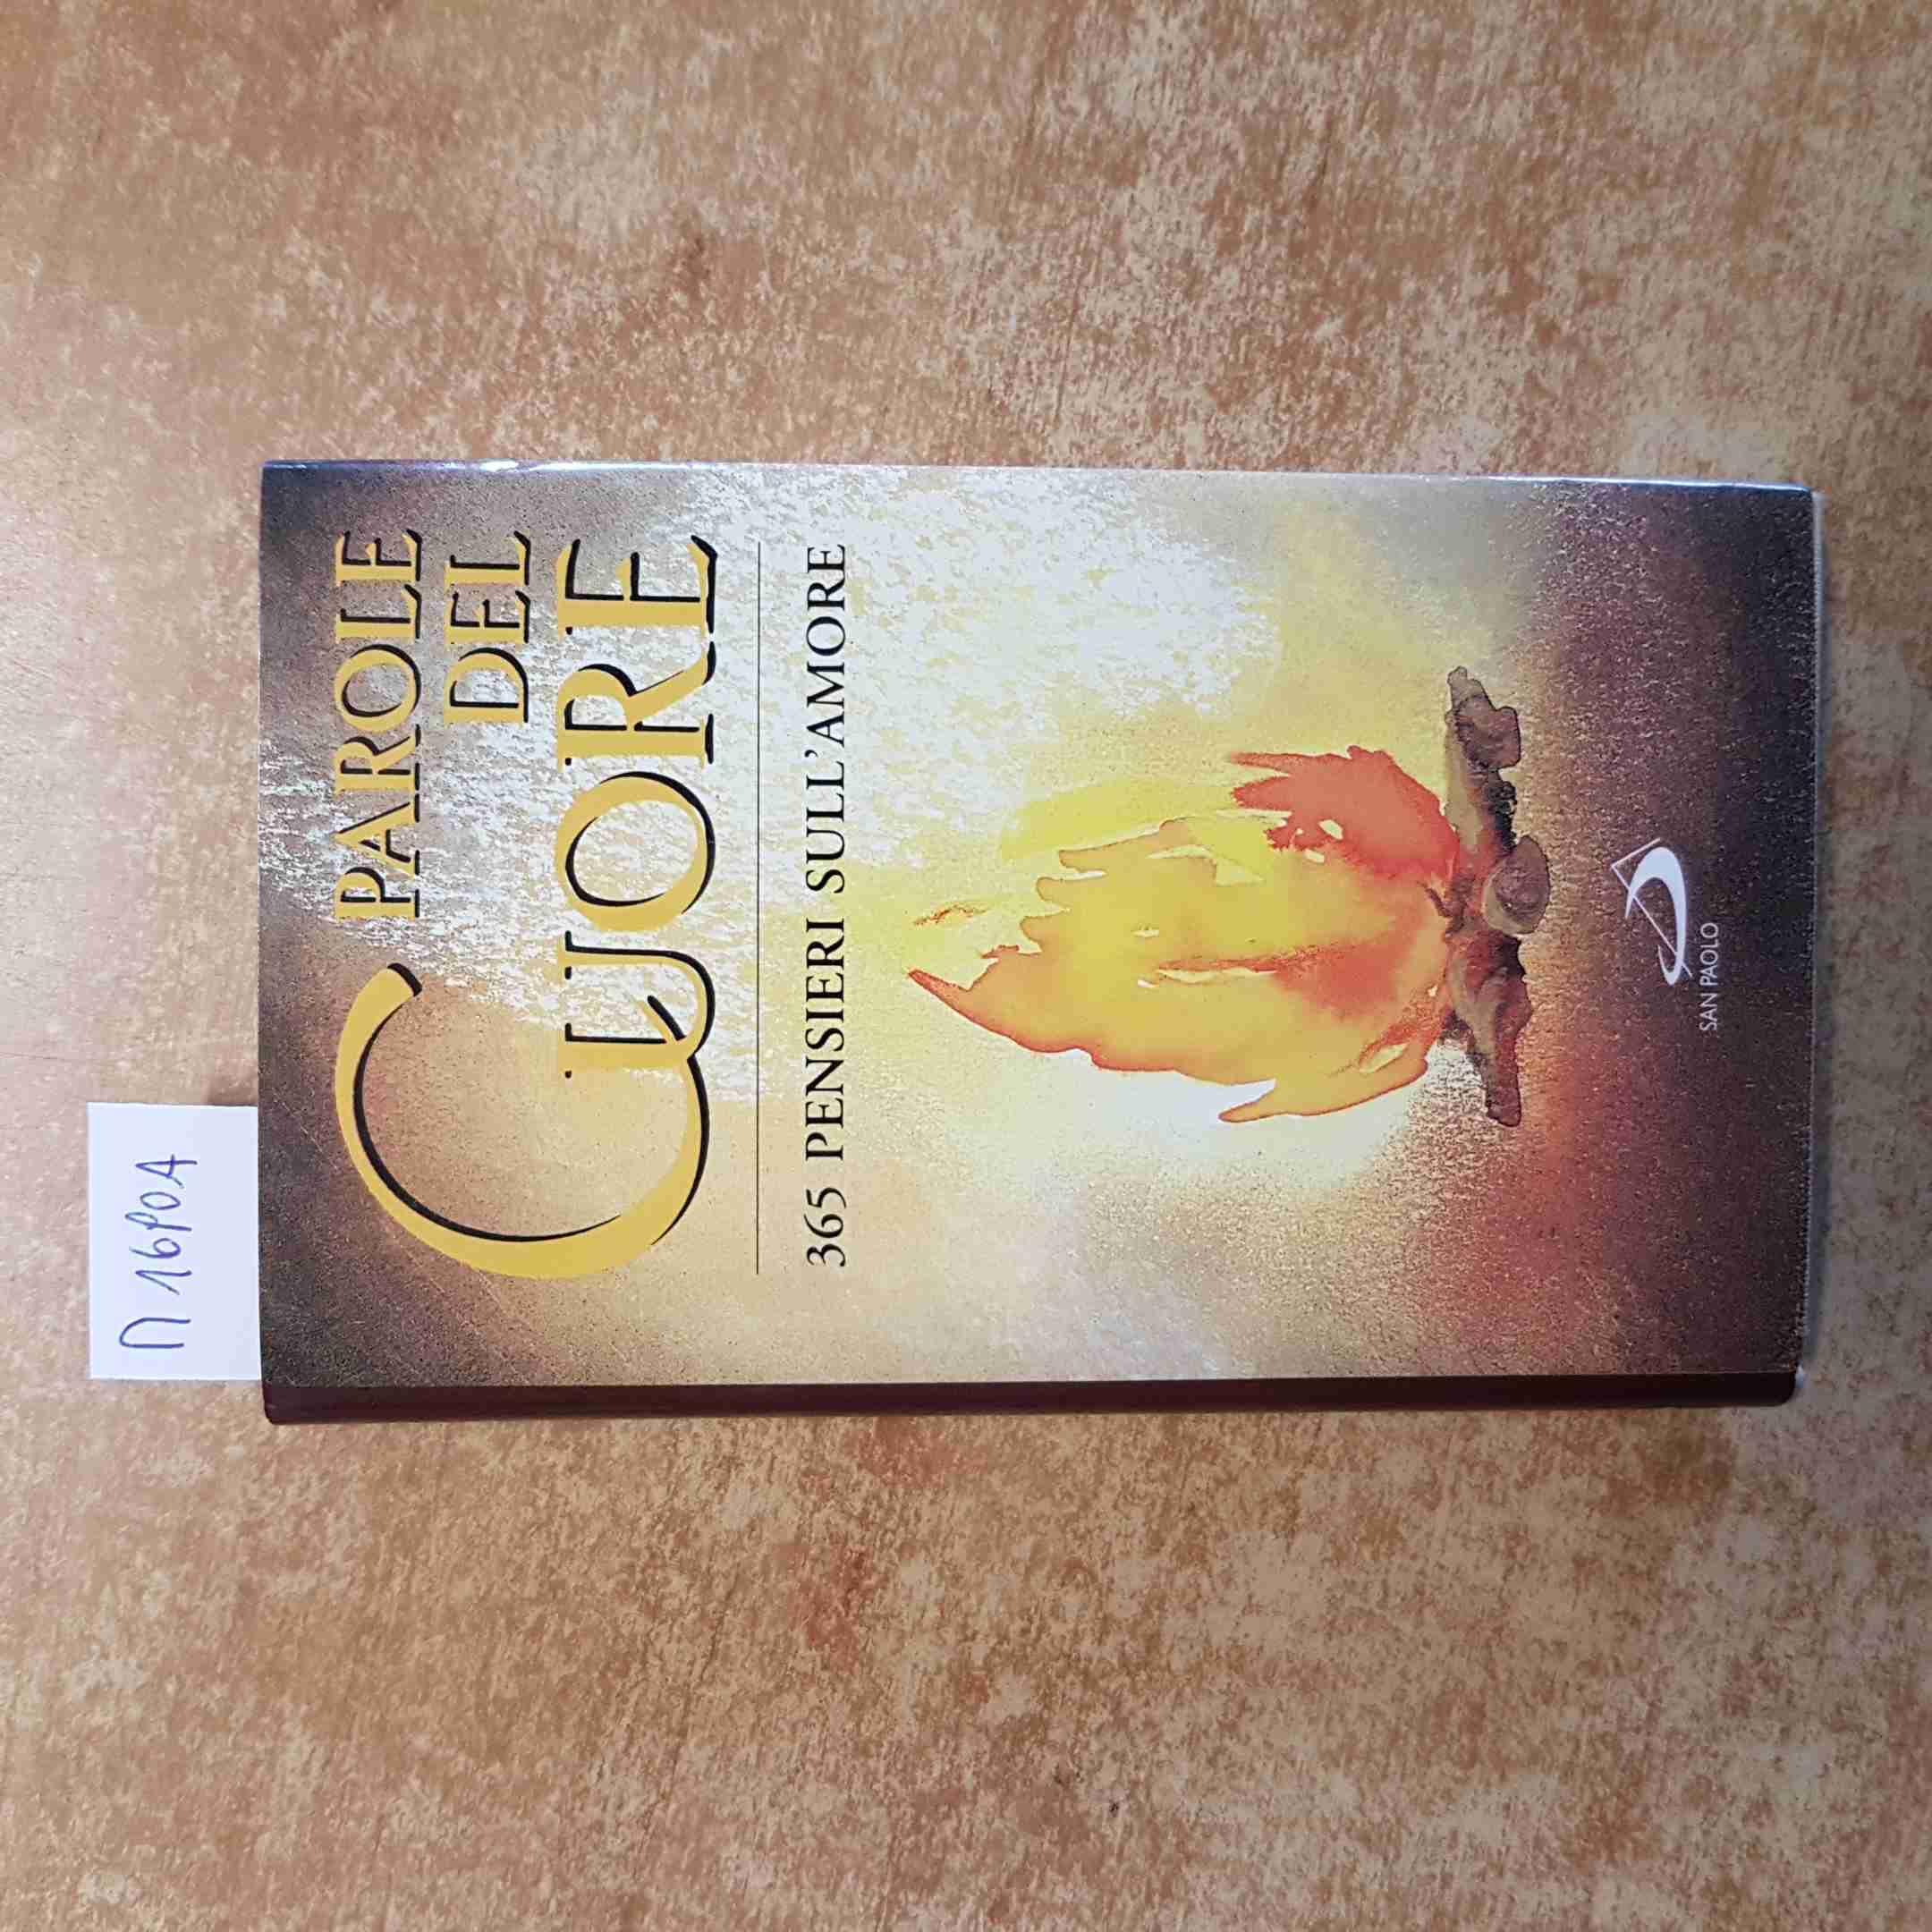 PAROLE
DEL
CUORE
365 PENSIERI SULL'AMORE
SAN PAOLO